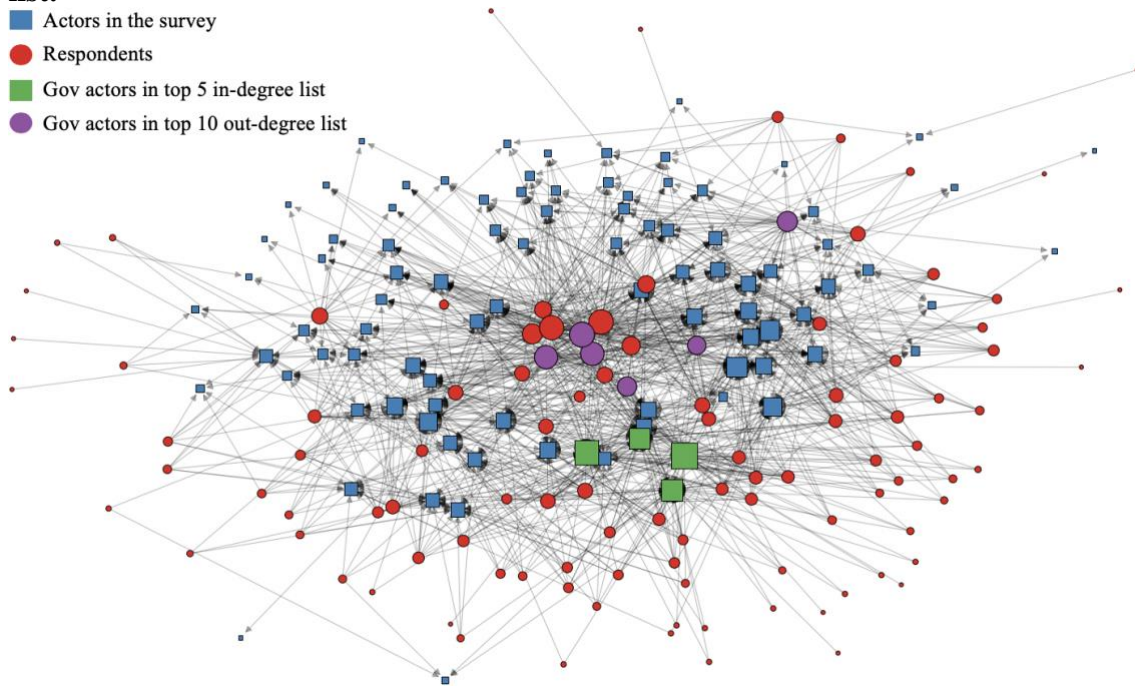 Actors in the survey
Respondents
Gov actors in top 5 in-degree list
Gov actors in top 10 out-degree list